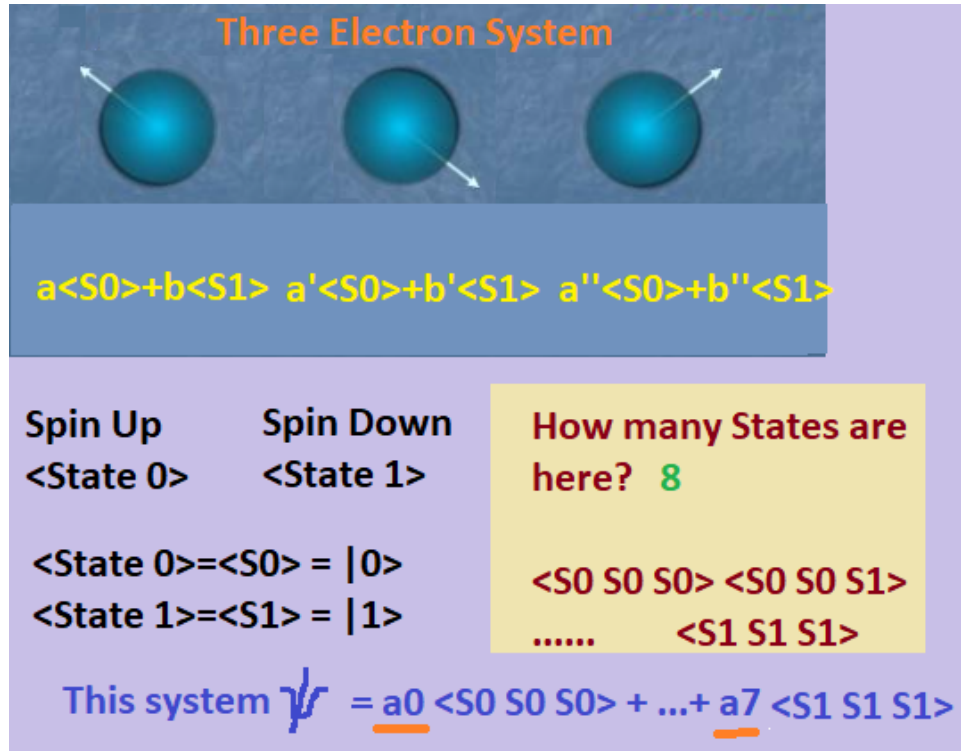 Three Electron System
a<S0>+b<S1> a'<S0>+b'<S1> a''<S0>+b''<S1>
Spin Up Spin Down
<State 0> <State 1>
<State 0>=<S0> = |0>
<State 1>=<S1> = |1>
How many States are
here? 8
<S0 S0 S0> <S0 S0 S1>
...... <S1 S1 S1>
This system ψ = a0 <S0 S0 S0> + ...+ a7 <S1 S1 S1>